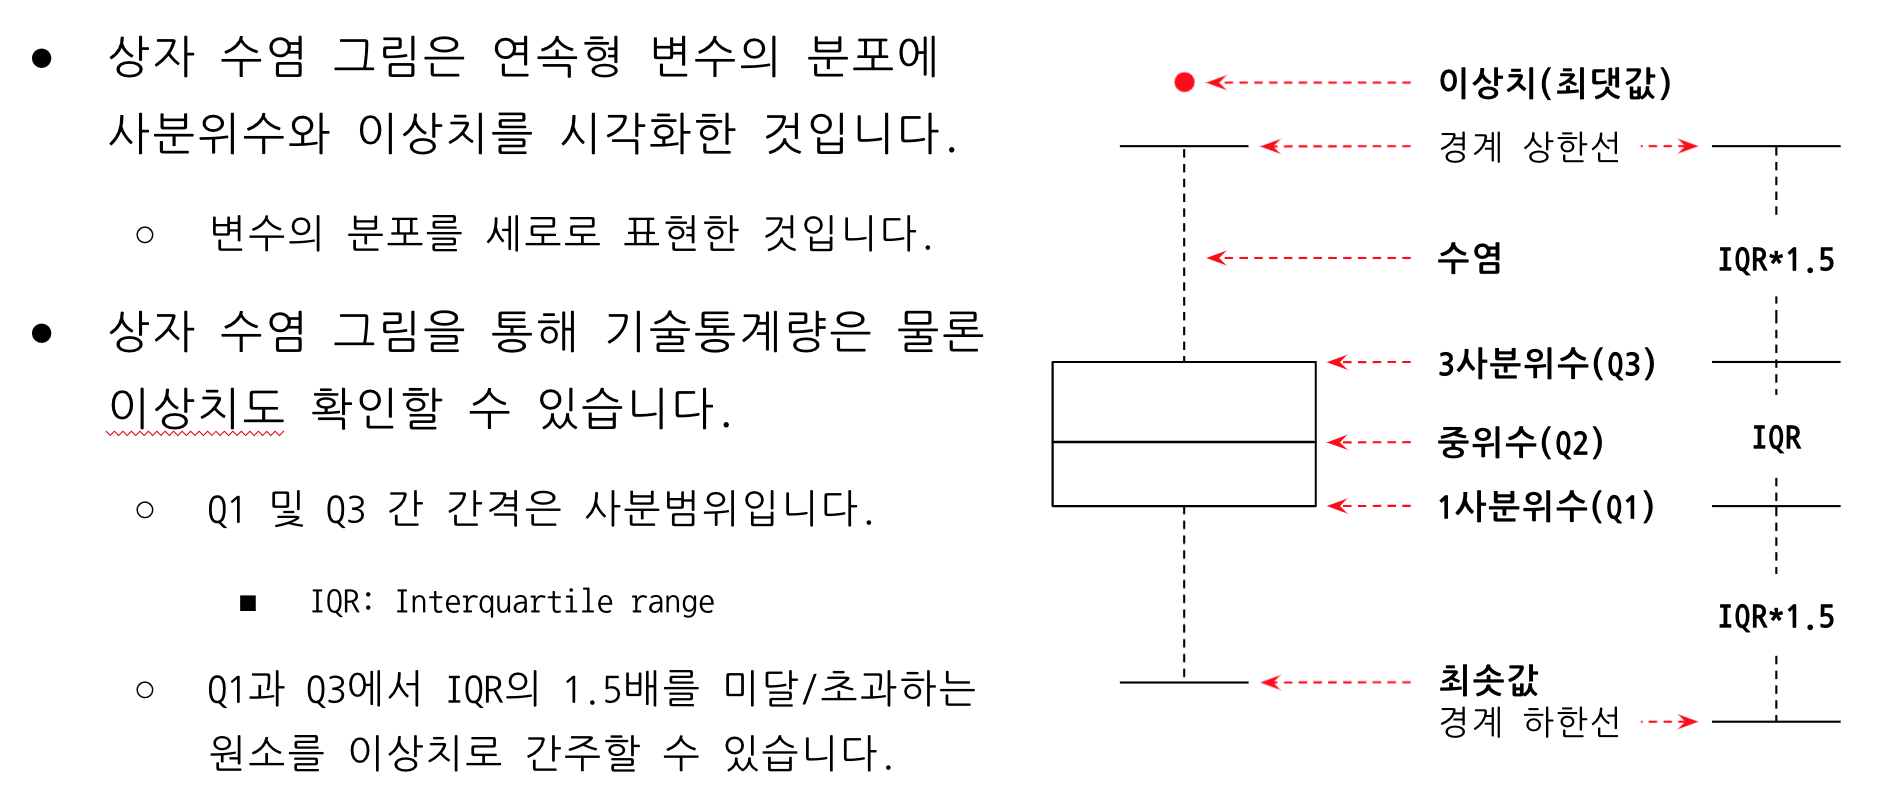 ● 상자 수염 그림은 연속형 변수의 분포에
사분위수와 이상치를 시각화한 것입니다.
○ 변수의 분포를 세로로 표현한 것입니다.
● 상자 수염 그림을 통해 기술통계량은 물론
이상치도 확인할 수 있습니다.
○ Q1 및 Q3 간 간격은 사분범위입니다.
■ IQR: Interquartile range
○ Q1과 Q3에서 IQR의 1.5배를 미달/초과하는
원소를 이상치로 간주할 수 있습니다.
이상치(최댓값)
경계 상한선
수염
IQR*1.5
3사분위수(Q3)
중위수(Q2)
IQR
1사분위수(Q1)
IQR*1.5
최솟값
경계 하한선